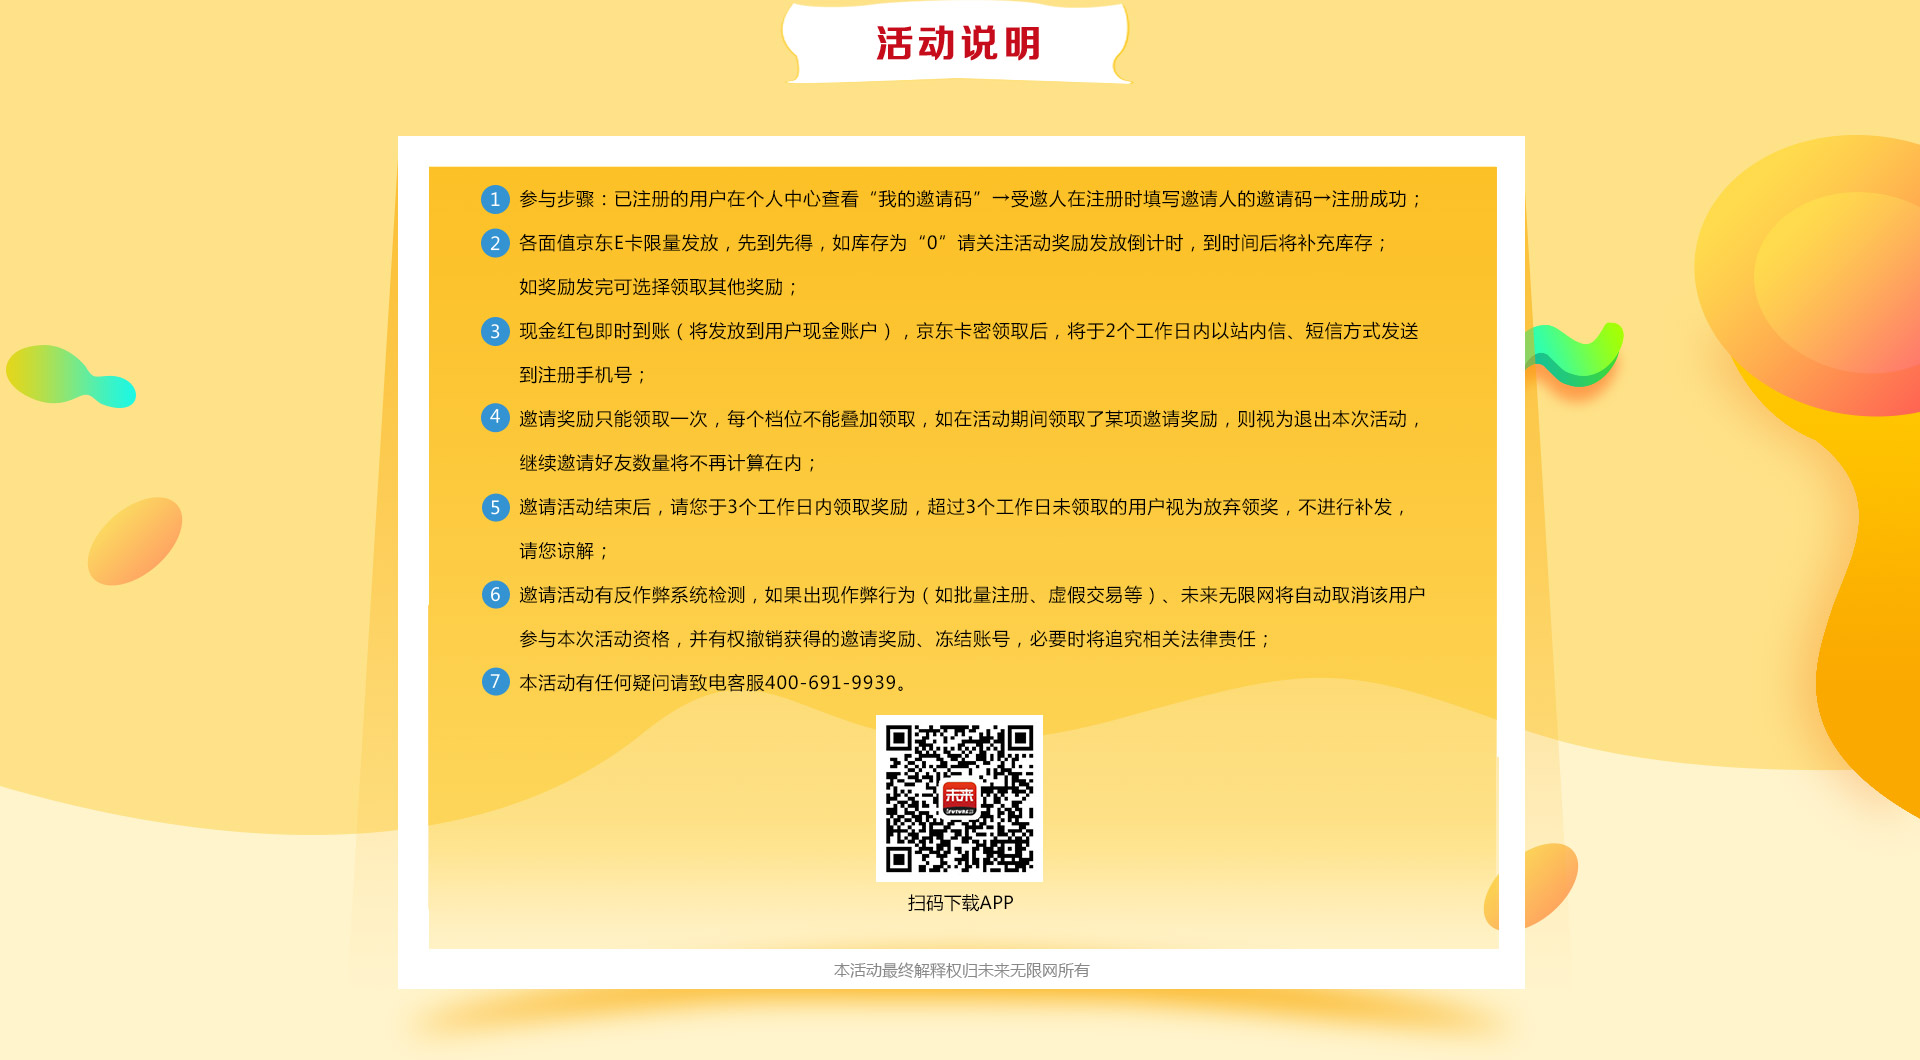 活动说明
1 参与步骤：已注册的用户在个人中心查看“我的邀请码”→受邀人在注册时填写邀请人的邀请码→注册成功；
2 各面值京东E卡限量发放，先到先得，如库存为“0”请关注活动奖励发放倒计时，到时间后将补充库存；
如奖励发完可选择领取其他奖励；
3 现金红包即时到账（将发放到用户现金账户），京东卡密领取后，将于2个工作日内以站内信、短信方式发送
到注册手机号；
4 邀请奖励只能领取一次，每个档位不能叠加领取，如在活动期间领取了某项邀请奖励，则视为退出本次活动，
继续邀请好友数量将不再计算在内；
5 邀请活动结束后，请您于3个工作日内领取奖励，超过3个工作日未领取的用户视为放弃领奖，不进行补发，
请您谅解；
6 邀请活动有反作弊系统检测，如果出现作弊行为（如批量注册、虚假交易等）、未来无限网将自动取消该用户
参与本次活动资格，并有权撤销获得的邀请奖励、冻结账号，必要时将追究相关法律责任；
7 本活动有任何疑问请致电客服400-691-9939。
未来
扫码下载APP
本活动最终解释权归未来无限网所有